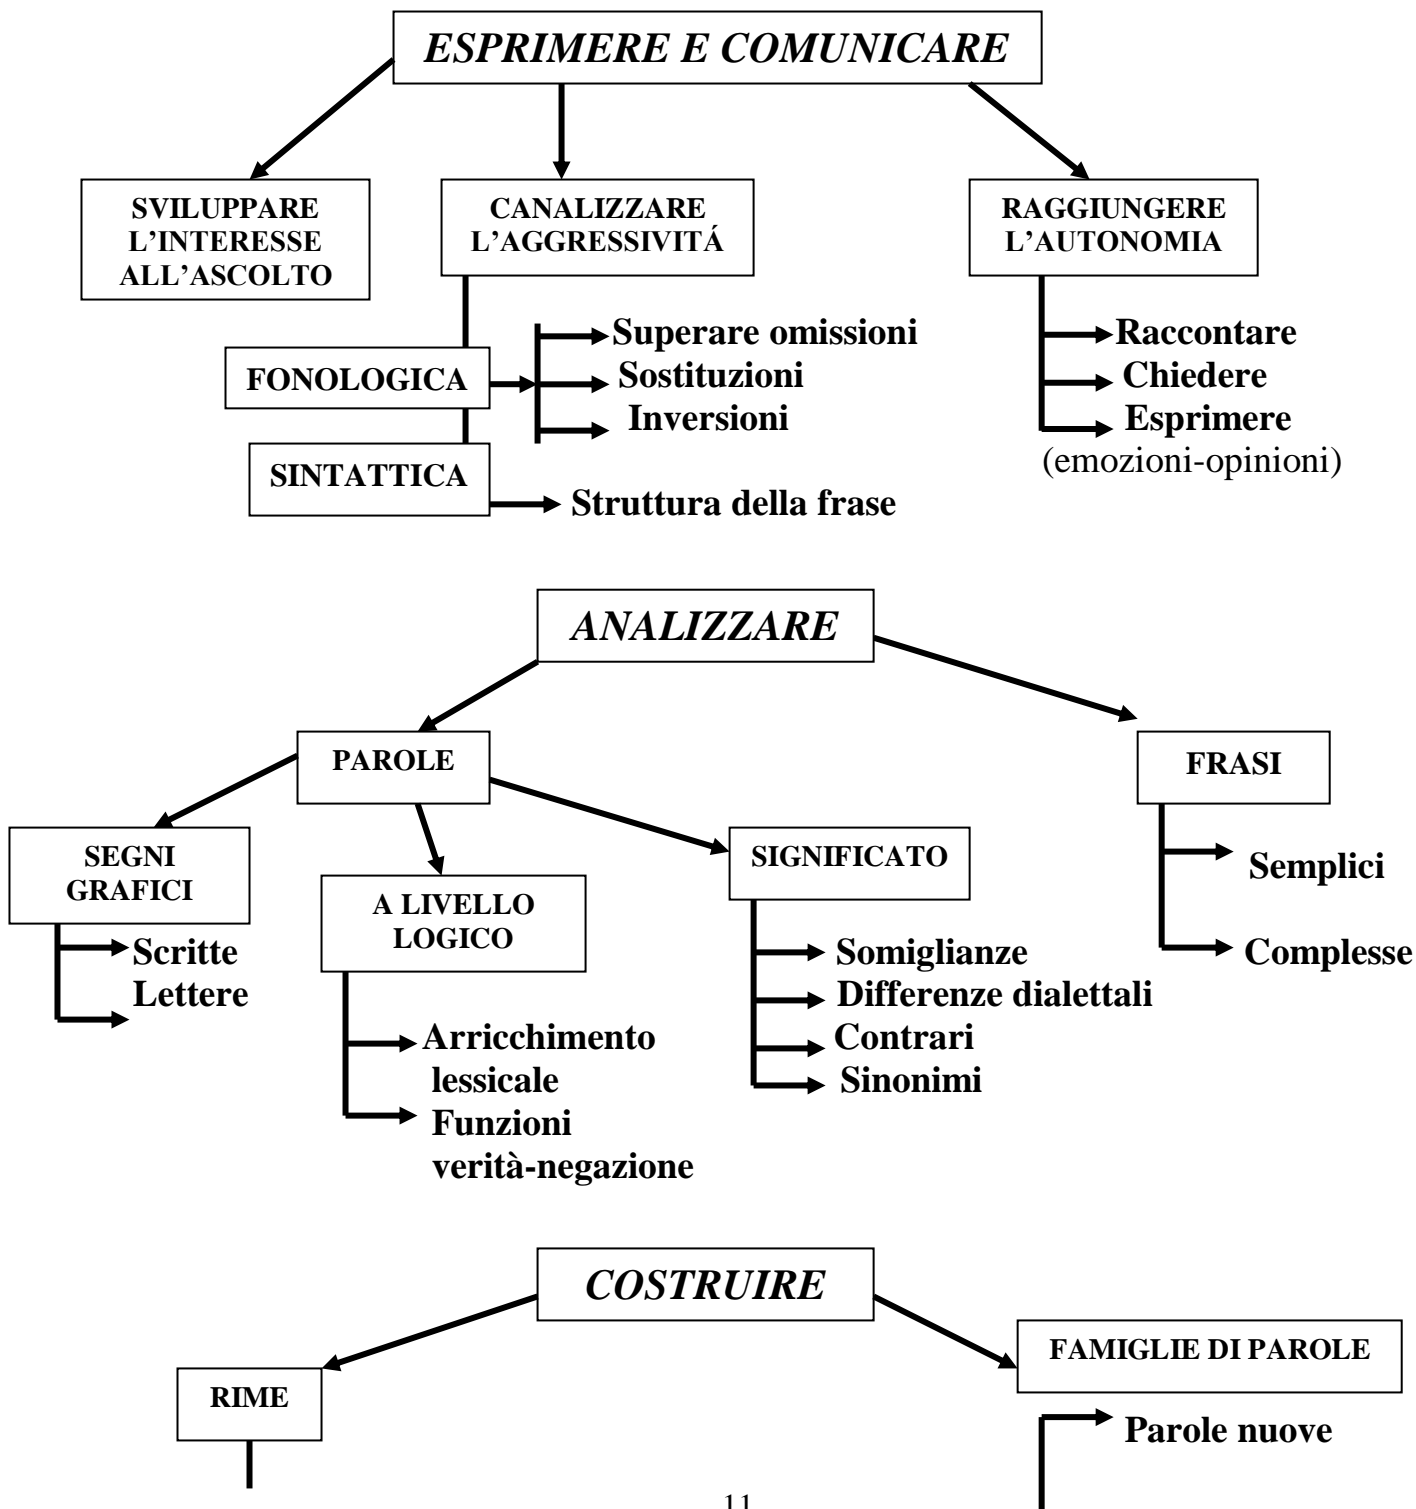 ESPRIMERE E COMUNICARE
SVILUPPARE
L’INTERESSE
ALL’ASCOLTO
CANALIZZARE
L’AGGRESSIVITÁ
RAGGIUNGERE
L’AUTONOMIA
FONOLOGICA
Superare omissioni
Sostituzioni
Inversioni
SINTATTICA
Struttura della frase
Raccontare
Chiedere
Esprimere
(emozioni-opinioni)
ANALIZZARE
PAROLE
FRASI
SEGNI
GRAFICI
Scritte
Lettere
A LIVELLO
LOGICO
Arricchimento
lessicale
Funzioni
verità-negazione
SIGNIFICATO
Somiglianze
Differenze dialettali
Contrari
Sinonimi
Semplici
Complesse
COSTRUIRE
RIME
FAMIGLIE DI PAROLE
Parole nuove
11